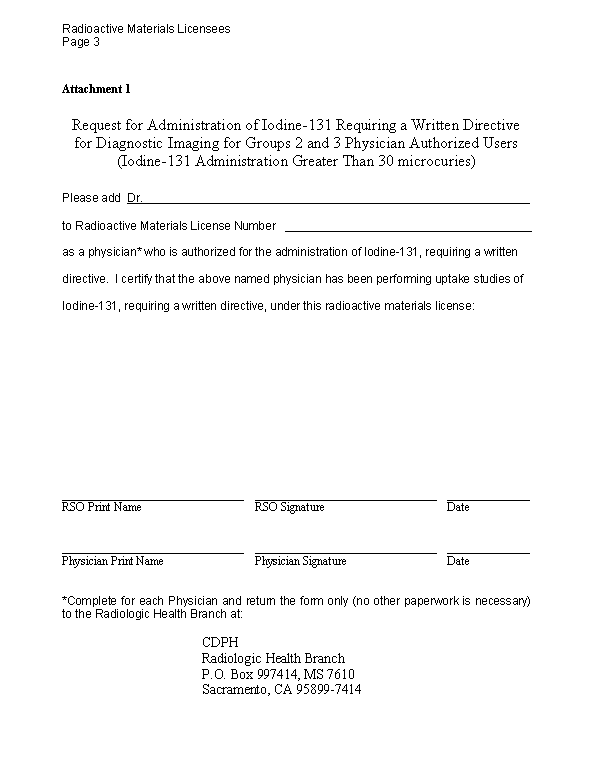 Radioactive Materials Licensees
Page 3
Attachment 1
Request for Administration of Iodine-131 Requiring a Written Directive
for Diagnostic Imaging for Groups 2 and 3 Physician Authorized Users
(Iodine-131 Administration Greater Than 30 microcuries)
Please add Dr.
to Radioactive Materials License Number
as a physician* who is authorized for the administration of Iodine-131, requiring a written
directive. I certify that the above named physician has been performing uptake studies of
Iodine-131, requiring a written directive, under this radioactive materials license:
RSO Print Name RSO Signature Date
Physician Print Name Physician Signature Date
*Complete for each Physician and return the form only (no other paperwork is necessary)
to the Radiologic Health Branch at:
CDPH
Radiologic Health Branch
P.O. Box 997414, MS 7610
Sacramento, CA 95899-7414